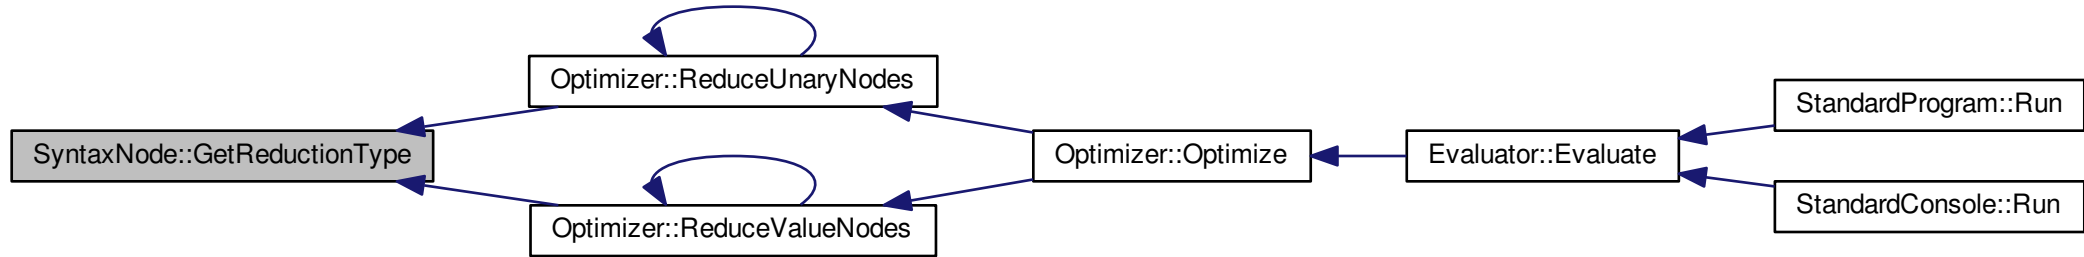 SyntaxNode::GetReductionType
Optimizer::ReduceUnaryNodes
Optimizer::ReduceValueNodes
Optimizer::Optimize
Evaluator::Evaluate
StandardProgram::Run
StandardConsole::Run